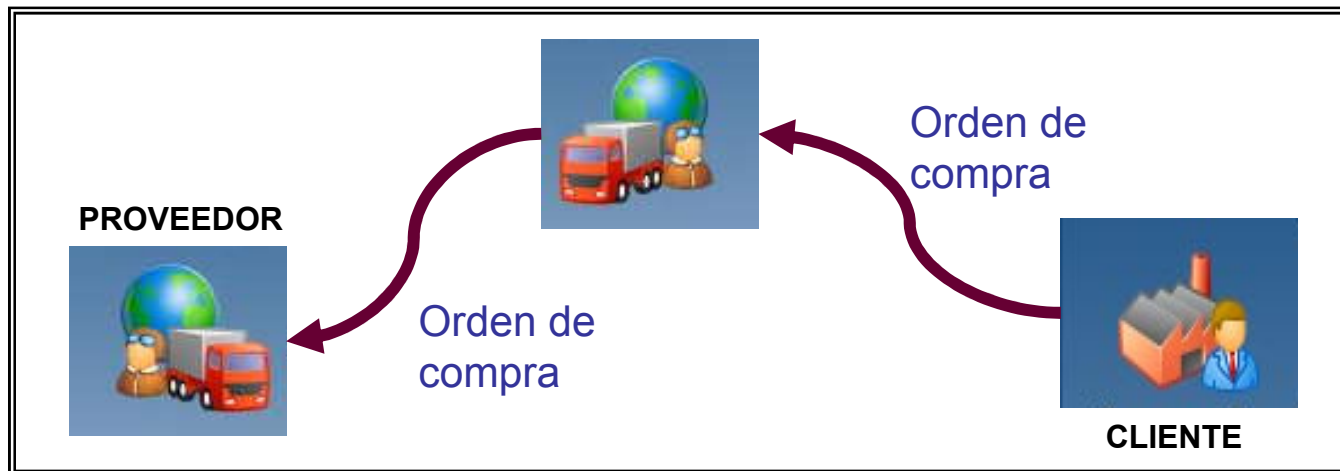 Orden de
compra
PROVEEDOR
Orden de
compra
CLIENTE